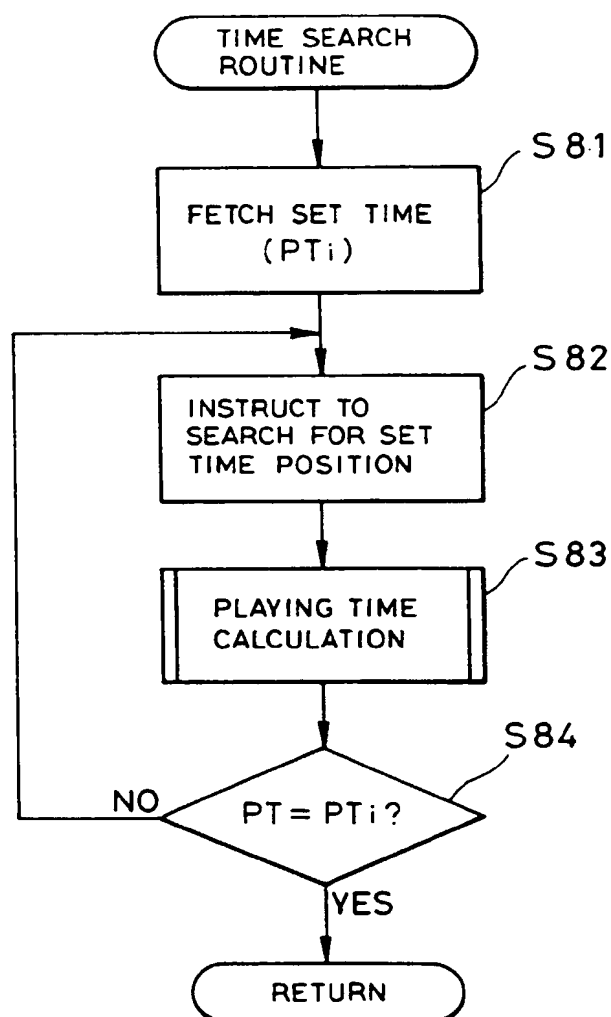 TIME SEARCH
ROUTINE
S81
FETCH SET TIME
(PTi)
S82
INSTRUCT TO
SEARCH FOR SET
TIME POSITION
S83
PLAYING TIME
CALCULATION
S84
PT=PTi?
NO
YES
RETURN